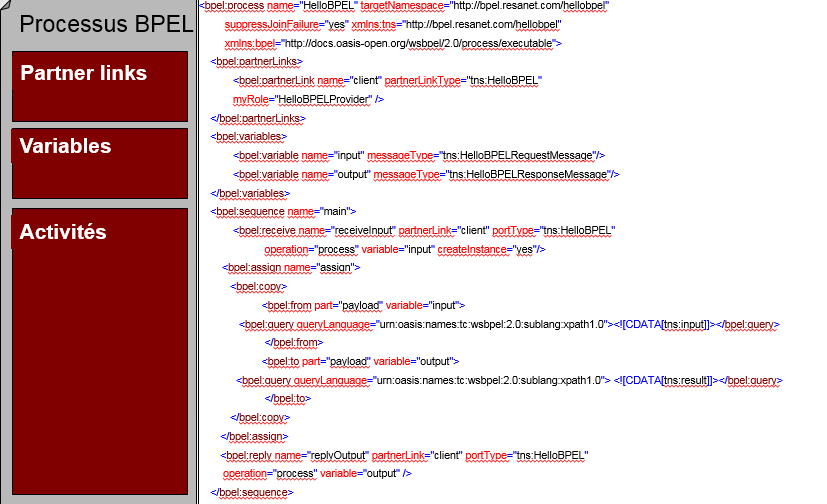 Processus BPEL
Partner links
Variables
Activités
<bpel:process name="HelloBPEL" targetNamespace="http://bpel.resanet.com/hellobpel"
suppressJoinFailure="yes" xmlns:tns="http://bpel.resanet.com/hellobpel"
xmlns:bpel="http://docs.oasis-open.org/wsbpel/2.0/process/executable">
<bpel:partnerLinks>
<bpel:partnerLink name="client" partnerLinkType="tns:HelloBPEL"
myRole="HelloBPELProvider" />
</bpel:partnerLinks>
<bpel:variables>
<bpel:variable name="input" messageType="tns:HelloBPELRequestMessage"/>
<bpel:variable name="output" messageType="tns:HelloBPELResponseMessage"/>
</bpel:variables>
<bpel:sequence name="main">
<bpel:receive name="receiveInput" partnerLink="client" portType="tns:HelloBPEL"
operation="process" variable="input" createInstance="yes"/>
<bpel:assign name="assign">
<bpel:copy>
<bpel:from part="payload" variable="input">
<bpel:query queryLanguage="urn:oasis:names:tc:wsbpel:2.0:sublang:xpath1.0"><![CDATA[tns:input]]></bpel:query>
</bpel:from>
<bpel:to part="payload" variable="output">
<bpel:query queryLanguage="urn:oasis:names:tc:wsbpel:2.0:sublang:xpath1.0"> <![CDATA[tns:result]]></bpel:query>
</bpel:to>
</bpel:copy>
</bpel:assign>
<bpel:reply name="replyOutput" partnerLink="client" portType="tns:HelloBPEL"
operation="process" variable="output" />
</bpel:sequence>